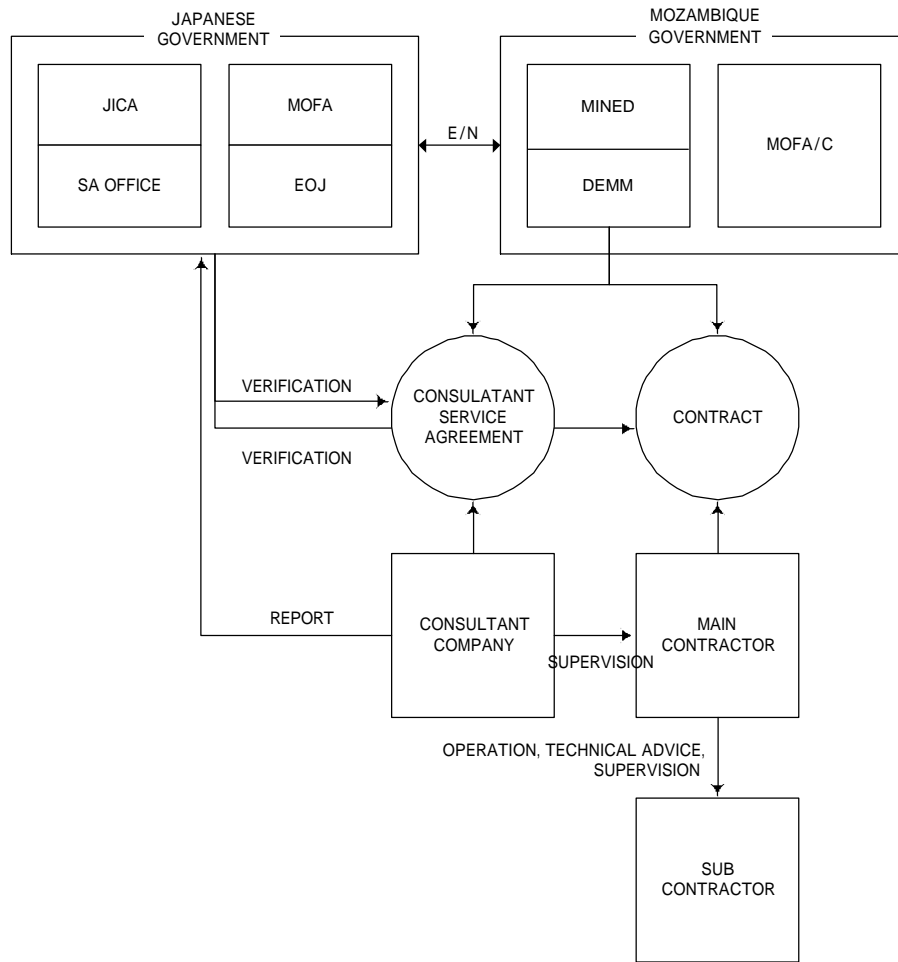 JAPANESE
GOVERNMENT
MOZAMBIQUE
GOVERNMENT
JICA
MOFA
MINED
MOFA/C
E/N
SA OFFICE
EOJ
DEMM
VERIFICATION
CONSULATANT
SERVICE
AGREEMENT
CONTRACT
VERIFICATION
REPORT
CONSULTANT
COMPANY
SUPERVISION
MAIN
CONTRACTOR
OPERATION, TECHNICAL ADVICE,
SUPERVISION
SUB
CONTRACTOR